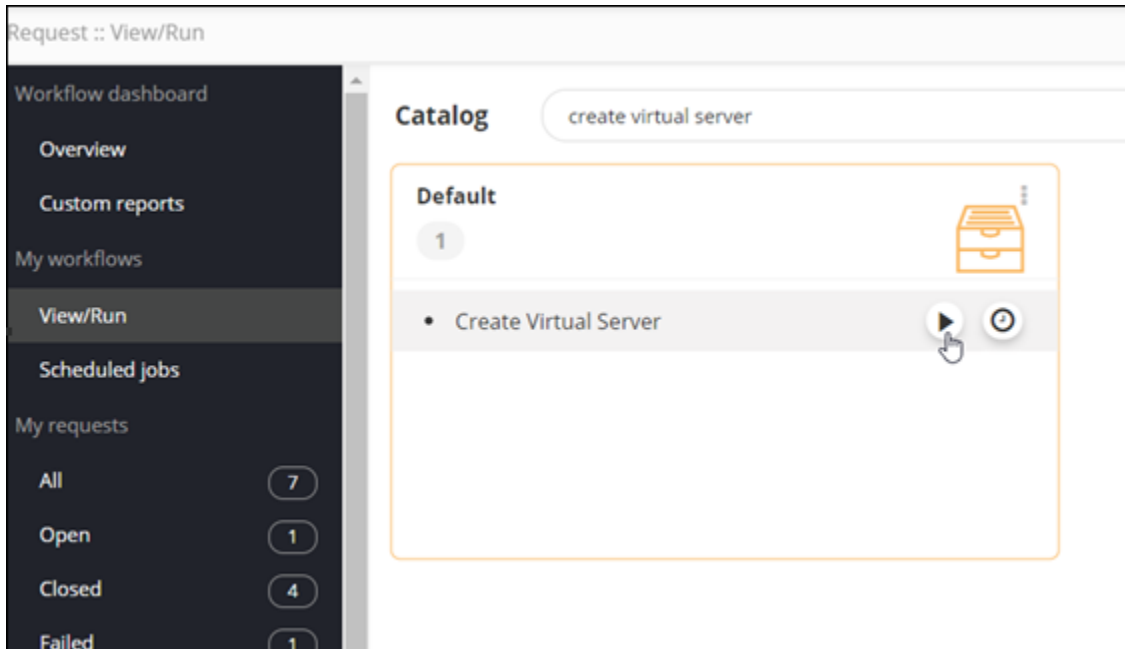 Request :: View/Run
Workflow dashboard
Overview
Custom reports
My workflows
View/Run
Scheduled jobs
My requests
All 7
Open 1
Closed 4
Failed 1
Catalog create virtual server
Default
1
• Create Virtual Server